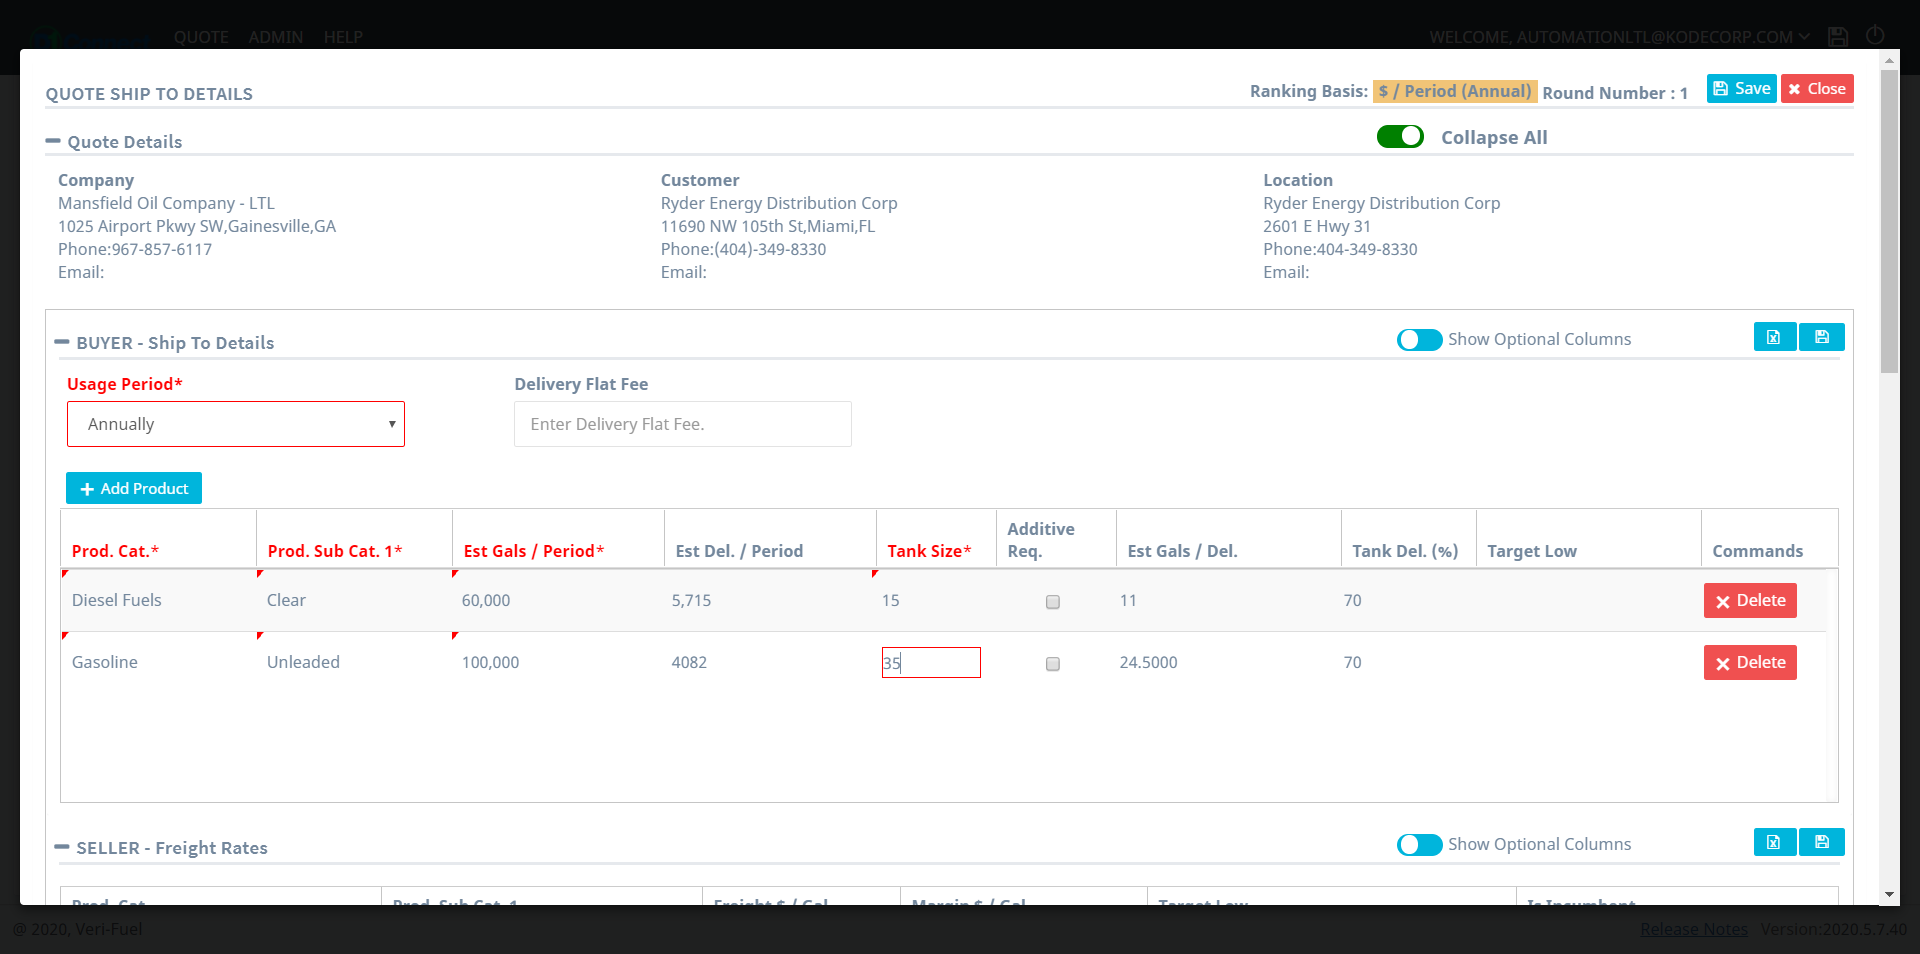 QUOTE ADMIN HELP
WELCOME, AUTOMATIONLTL@KODECORP.COM
QUOTE SHIP TO DETAILS
Ranking Basis: $ / Period (Annual) Round Number : 1
Save
Close
Quote Details
Collapse All
Company
Mansfield Oil Company - LTL
1025 Airport Pkwy SW,Gainesville,GA
Phone:967-857-6117
Email:
Customer
Ryder Energy Distribution Corp
11690 NW 105th St,Miami,FL
Phone:(404)-349-8330
Email:
Location
Ryder Energy Distribution Corp
2601 E Hwy 31
Phone:404-349-8330
Email:
BUYER - Ship To Details
Show Optional Columns
Usage Period*
Annually
Delivery Flat Fee
Enter Delivery Flat Fee.
Add Product
Prod. Cat.* Prod. Sub Cat. 1* Est Gals / Period* Est Del. / Period Tank Size* Additive Req. Est Gals / Del. Tank Del. (%) Target Low Commands
Diesel Fuels Clear 60,000 5,715 15 11 70 Delete
Gasoline Unleaded 100,000 4082 35 24.5000 70 Delete
SELLER - Freight Rates
Show Optional Columns
Prod. Cat. Prod. Sub Cat. 1 Freight $ / Gal Margin $ / Gal Target Low Is Incumbent
@ 2020, Veri-Fuel
Release Notes Version:2020.5.7.40